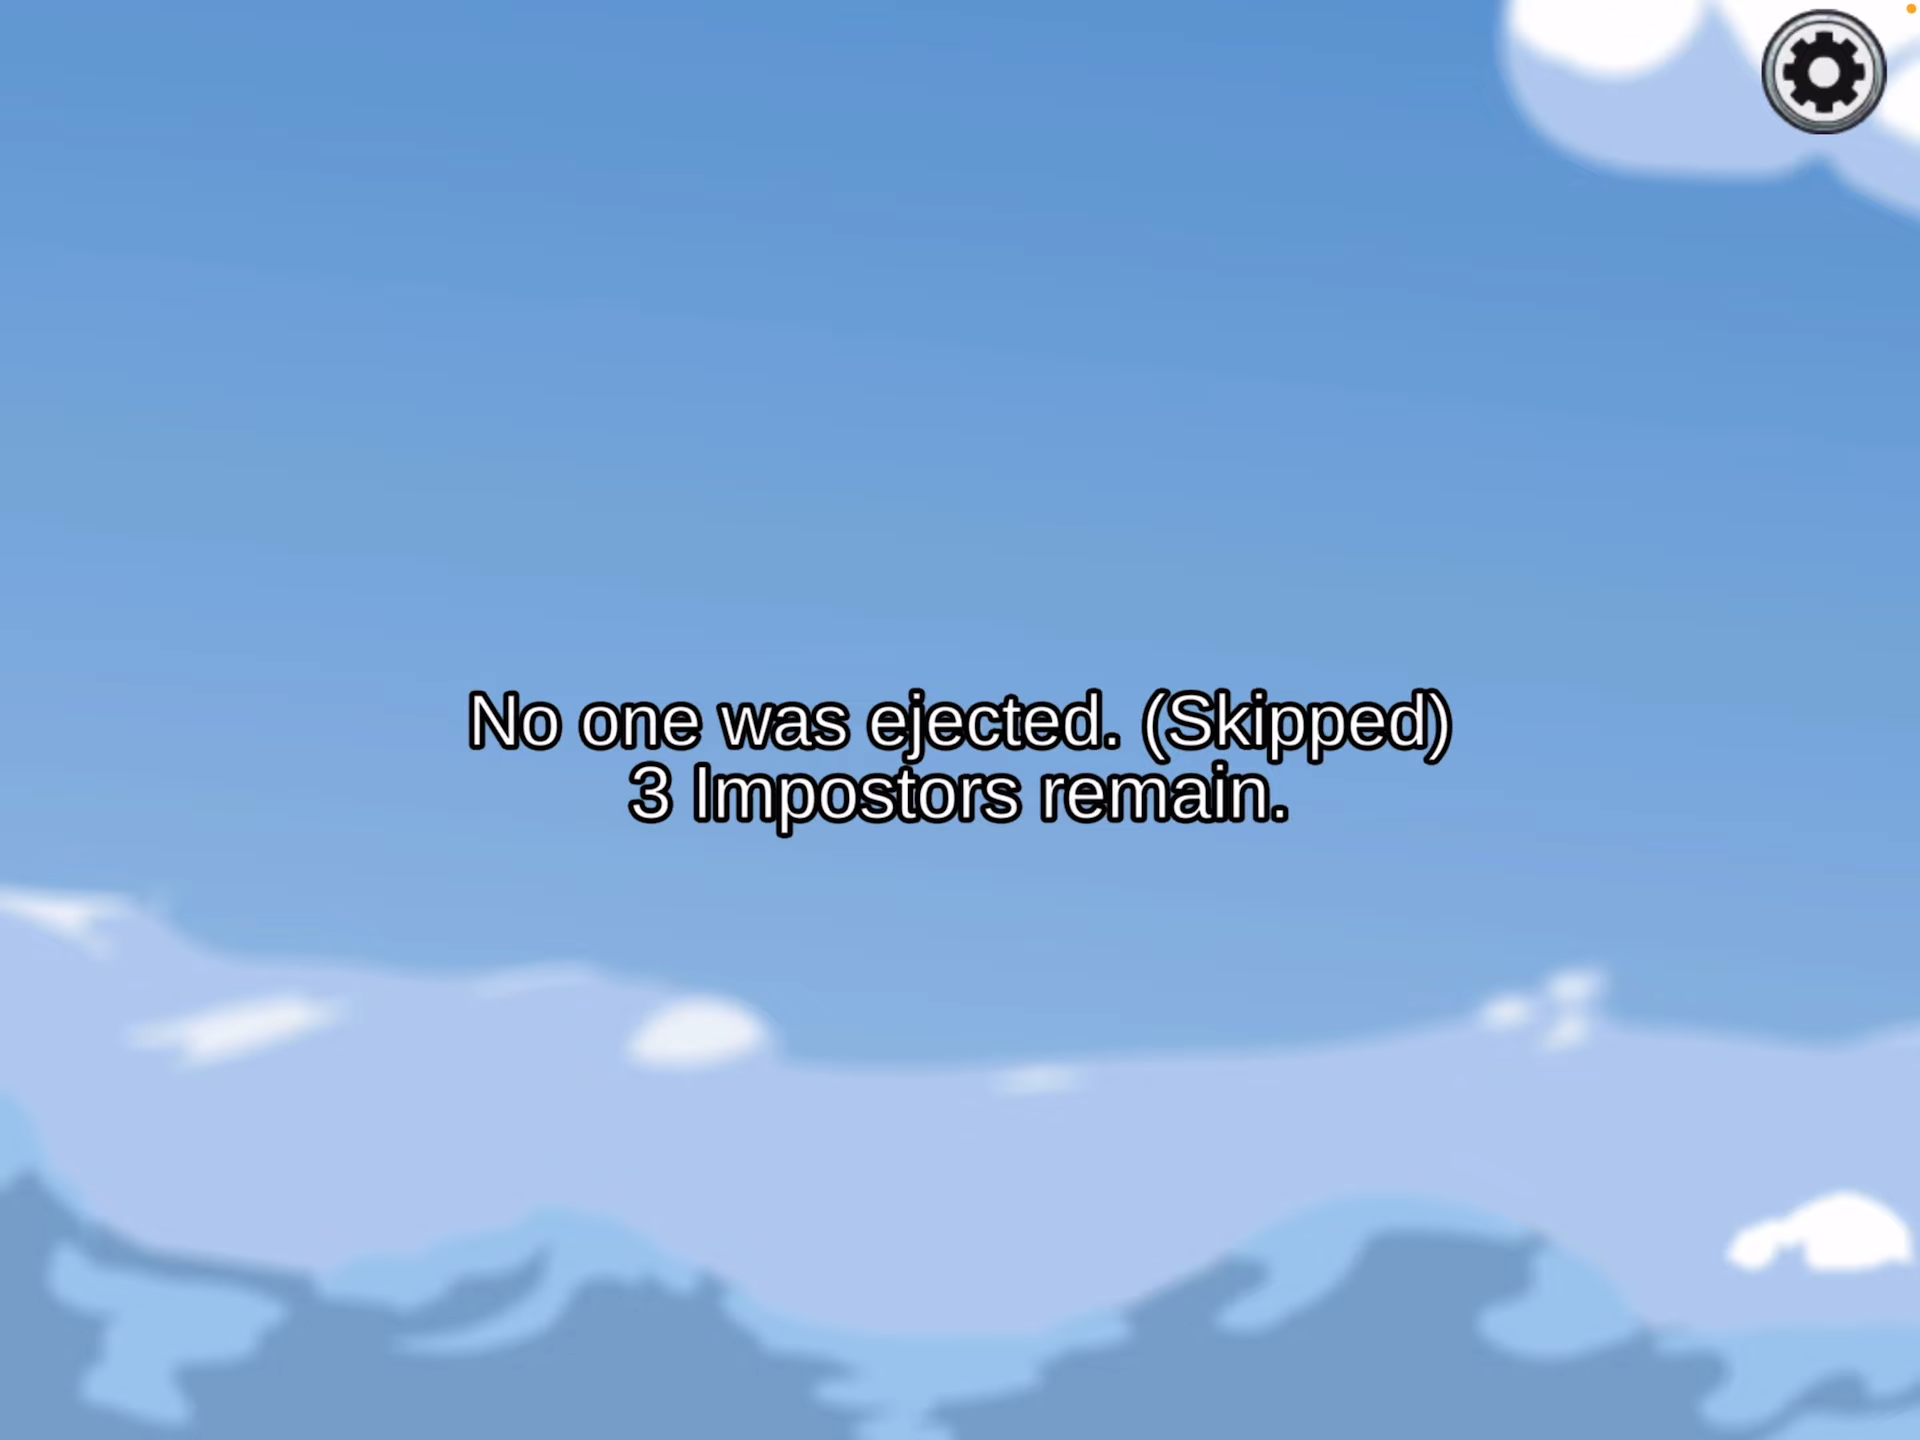 No one was ejected. (Skipped)
3 Impostors remain.